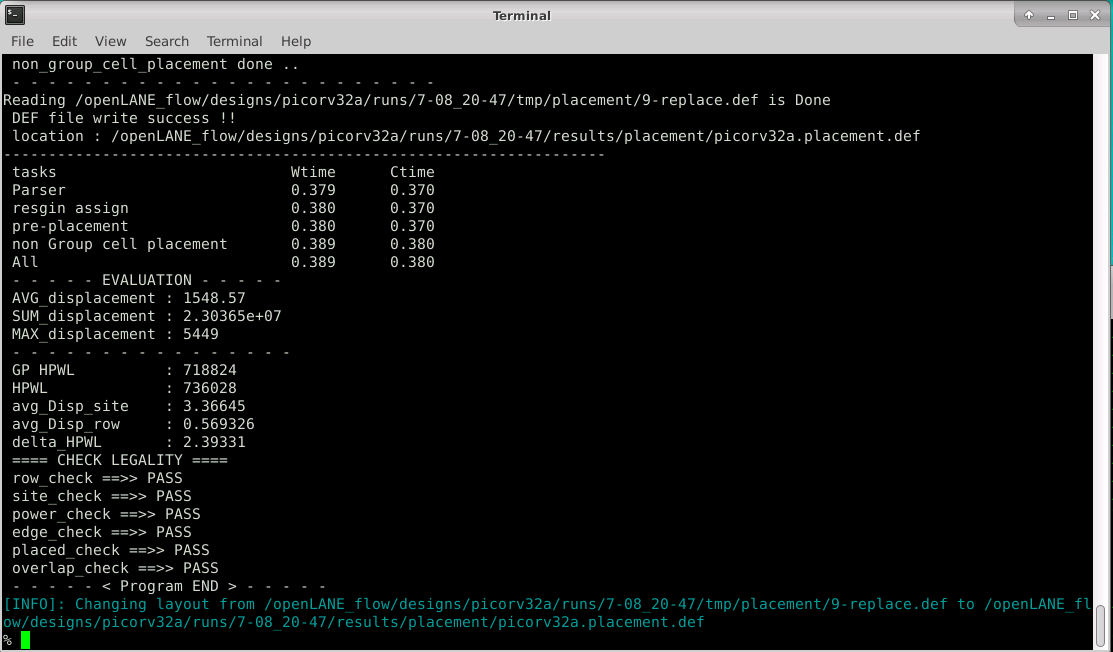 Terminal
File Edit View Search Terminal Help
non_group_cell_placement done ..
- - - - - - - - - - - - - - - - - - - - - - - -
Reading /openLANE_flow/designs/picorv32a/runs/7-08_20-47/tmp/placement/9-replace.def is Done
DEF file write success !!
location : /openLANE_flow/designs/picorv32a/runs/7-08_20-47/results/placement/picorv32a.placement.def
-------------------------------------------------------------------
tasks Wtime Ctime
Parser 0.379 0.370
resgin assign 0.380 0.370
pre-placement 0.380 0.370
non Group cell placement 0.389 0.380
All 0.389 0.380
- - - - - EVALUATION - - - - -
AVG_displacement : 1548.57
SUM_displacement : 2.30365e+07
MAX_displacement : 5449
- - - - - - - - - - - - - - - -
GP HPWL : 718824
HPWL : 736028
avg_Disp_site : 3.36645
avg_Disp_row : 0.569326
delta_HPWL : 2.39331
==== CHECK LEGALITY ====
row_check ==>> PASS
site_check ==>> PASS
power_check ==>> PASS
edge_check ==>> PASS
placed_check ==>> PASS
overlap_check ==>> PASS
- - - - - < Program END > - - - - -
[INFO]: Changing layout from /openLANE_flow/designs/picorv32a/runs/7-08_20-47/tmp/placement/9-replace.def to /openLANE_fl
ow/designs/picorv32a/runs/7-08_20-47/results/placement/picorv32a.placement.def
%